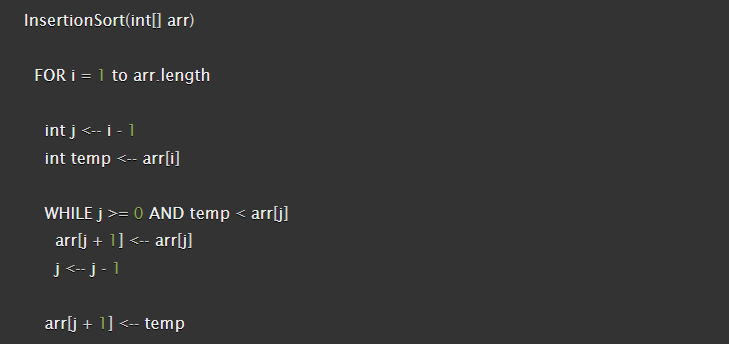 InsertionSort(int[] arr)
FOR i = 1 to arr.length
int j <-- i - 1
int temp <-- arr[i]
WHILE j >= 0 AND temp < arr[j]
arr[j + 1] <-- arr[j]
j <-- j - 1
arr[j + 1] <-- temp